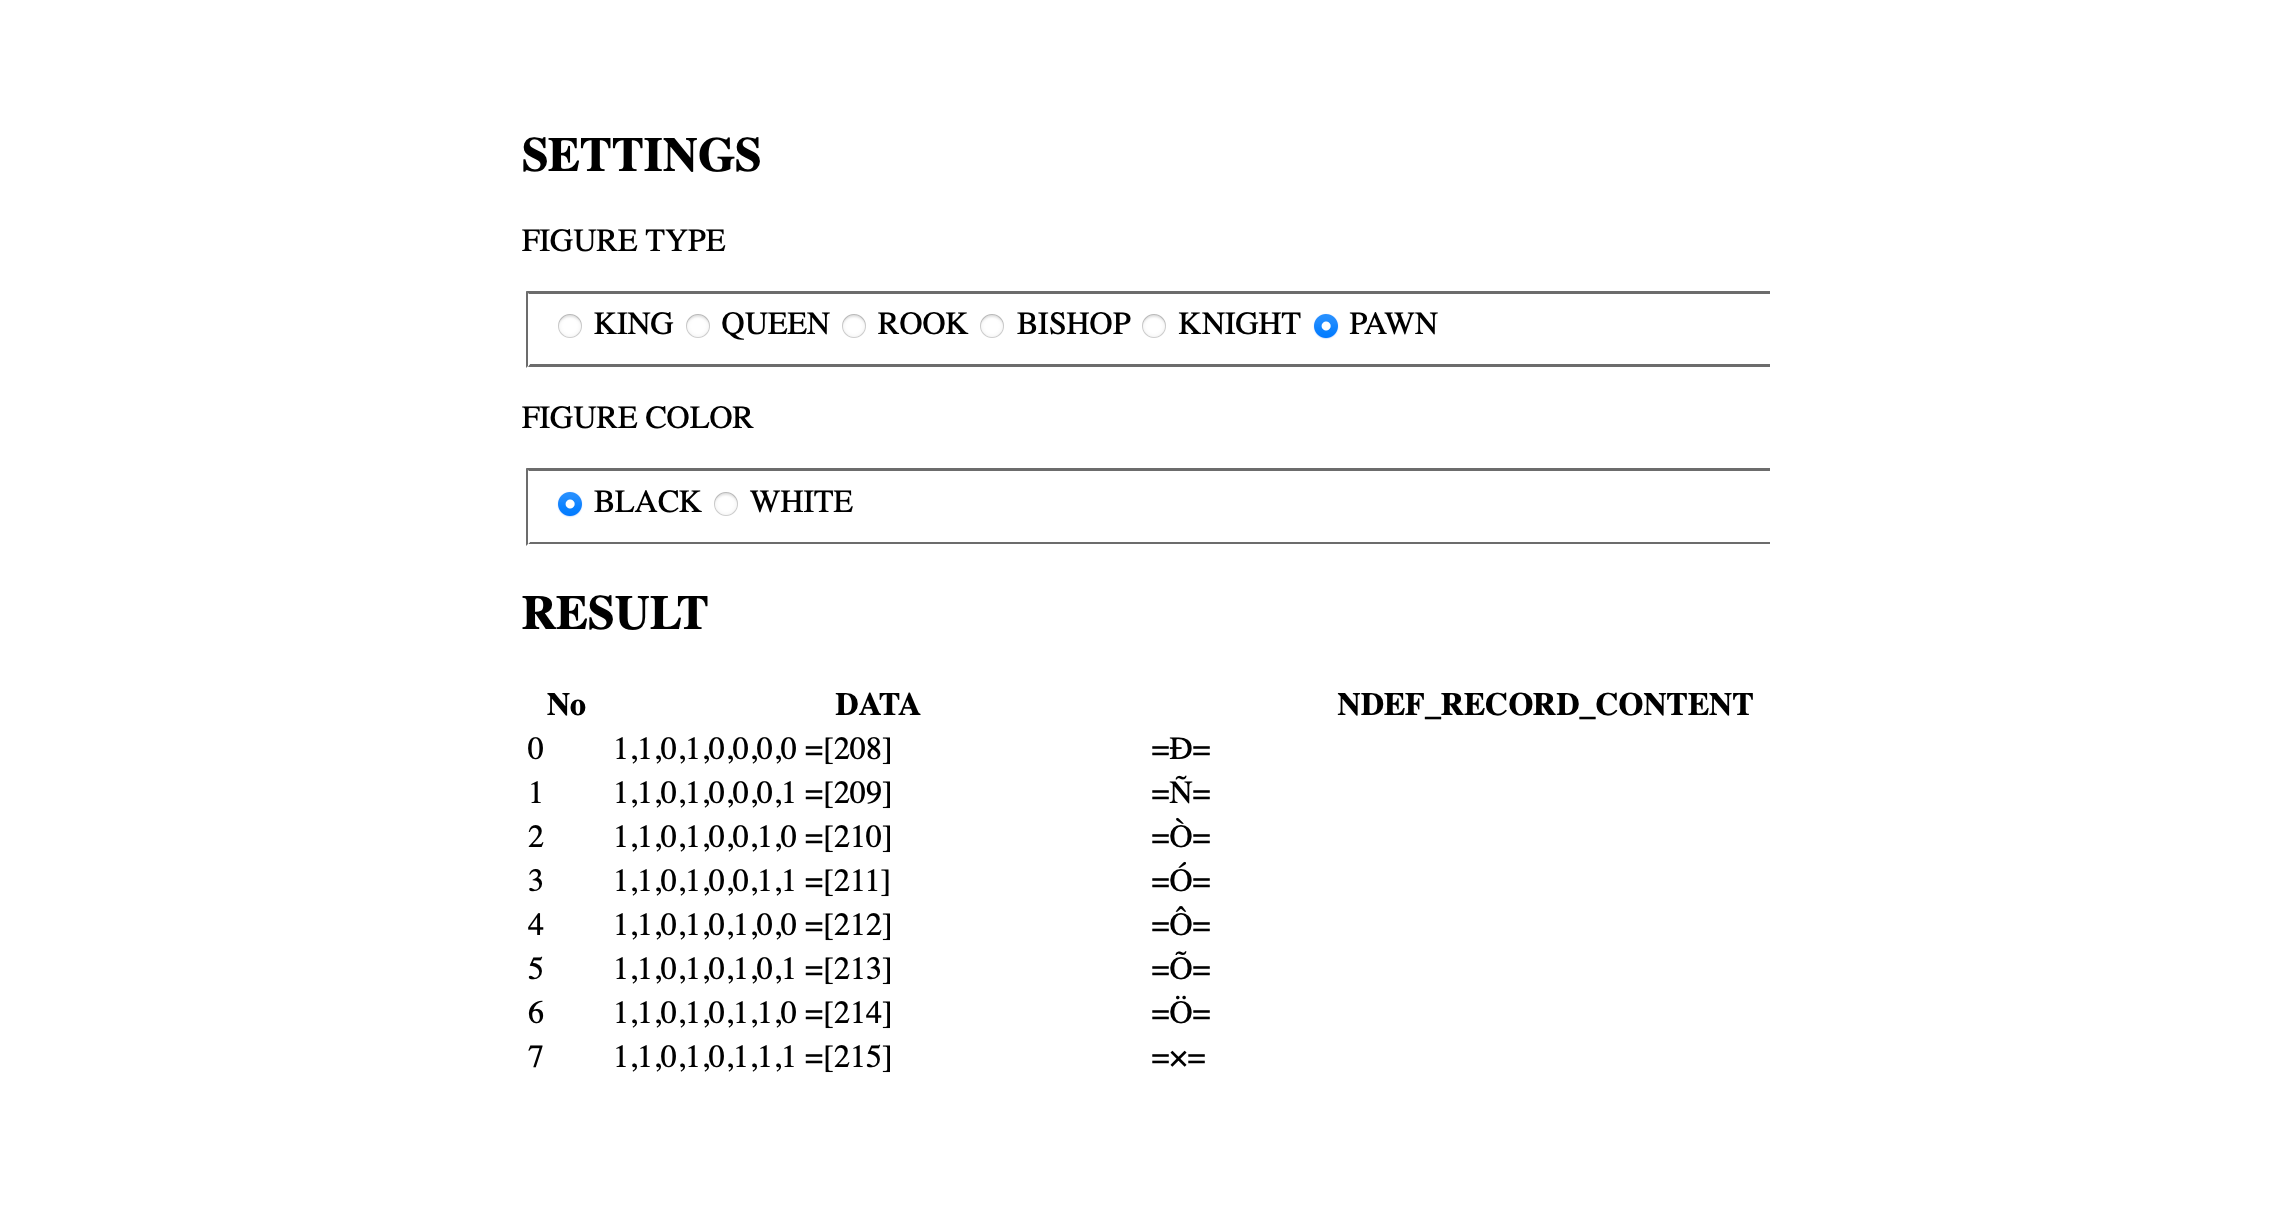 SETTINGS
FIGURE TYPE
KING QUEEN ROOK BISHOP KNIGHT PAWN
FIGURE COLOR
BLACK WHITE
RESULT
No DATA NDEF_RECORD_CONTENT
0 1,1,0,1,0,0,0,0 =[208] =Ð=
1 1,1,0,1,0,0,0,1 =[209] =Ñ=
2 1,1,0,1,0,0,1,0 =[210] =Ò=
3 1,1,0,1,0,0,1,1 =[211] =Ó=
4 1,1,0,1,0,1,0,0 =[212] =Ô=
5 1,1,0,1,0,1,0,1 =[213] =Õ=
6 1,1,0,1,0,1,1,0 =[214] =Ö=
7 1,1,0,1,0,1,1,1 =[215] =×=